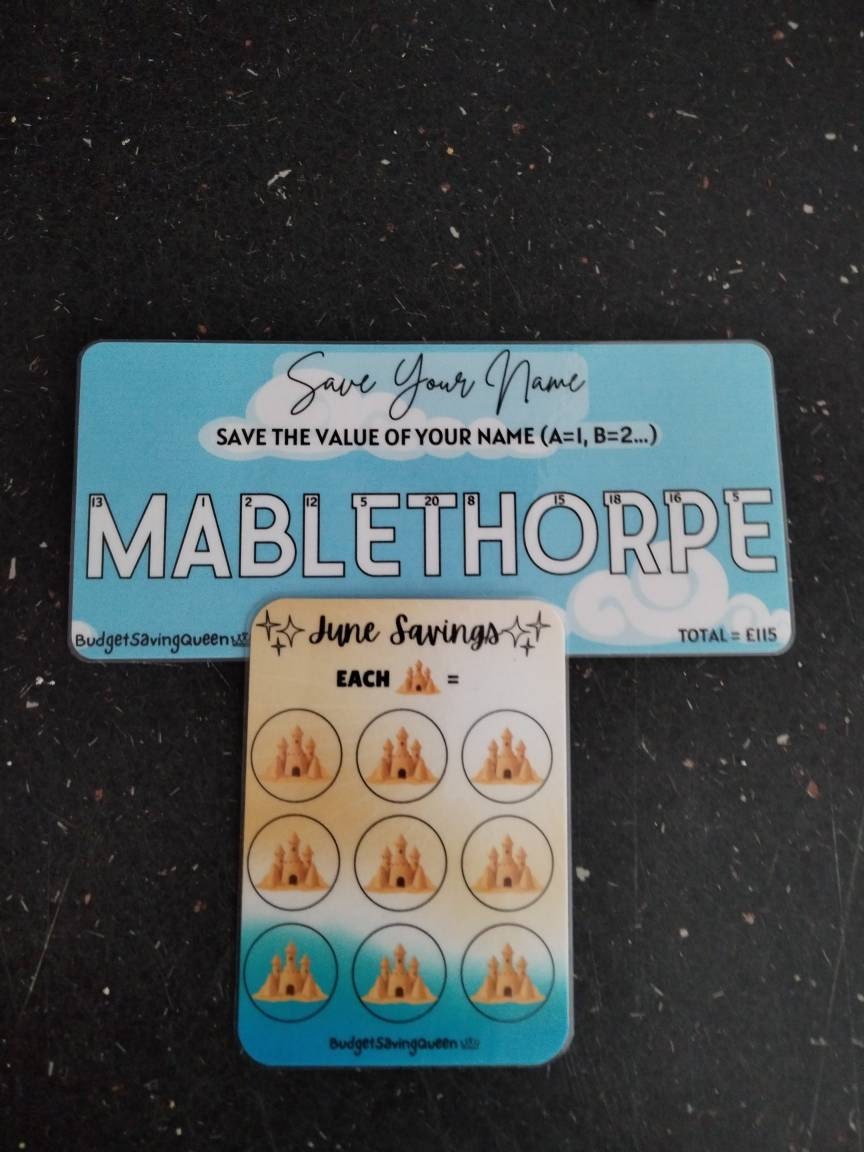 Save Your Name
SAVE THE VALUE OF YOUR NAME (A=1, B=2...)
13 1 2 12 5 20 8 15 18 16 5
MABLETHORPE
BudgetSavingQueen
TOTAL = £115
June Savings
EACH =
BudgetSavingQueen